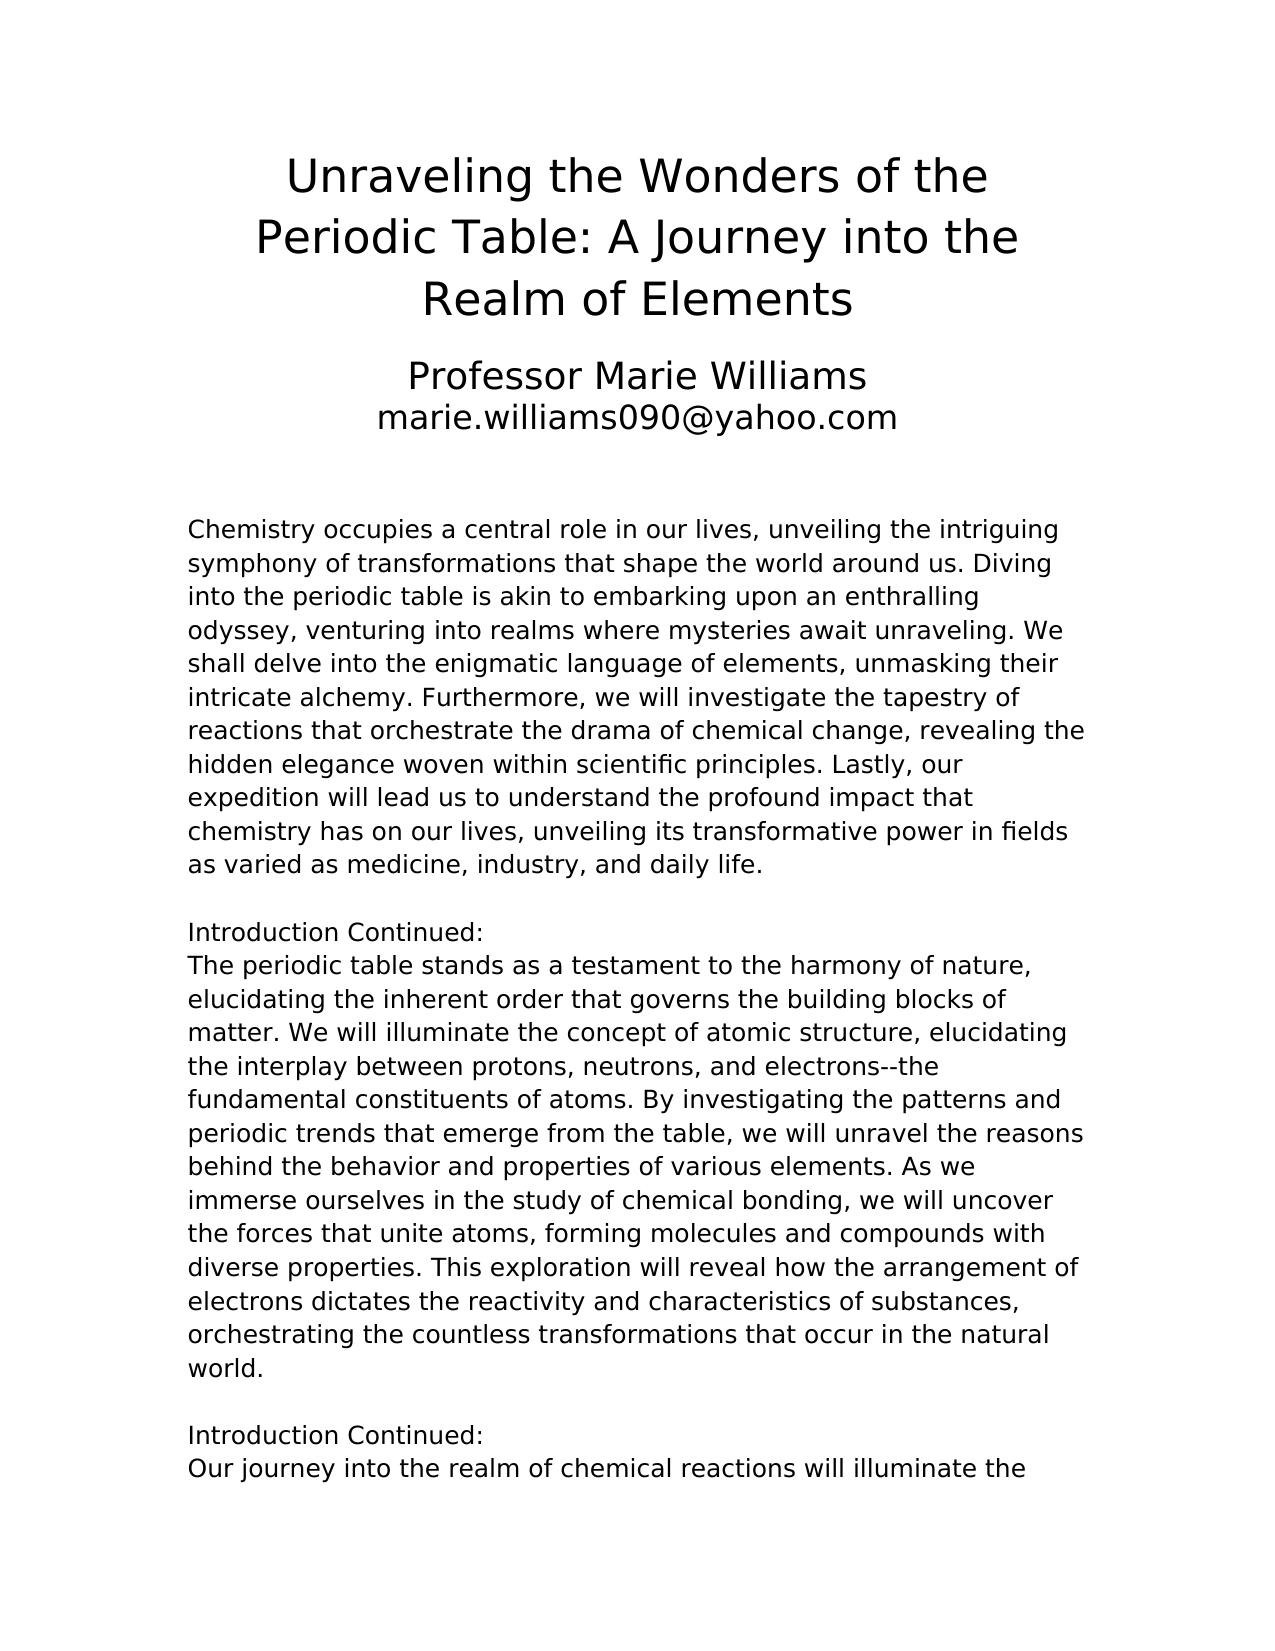 Unraveling the Wonders of the
Periodic Table: A Journey into the
Realm of Elements
Professor Marie Williams
marie.williams090@yahoo.com
Chemistry occupies a central role in our lives, unveiling the intriguing
symphony of transformations that shape the world around us. Diving
into the periodic table is akin to embarking upon an enthralling
odyssey, venturing into realms where mysteries await unraveling. We
shall delve into the enigmatic language of elements, unmasking their
intricate alchemy. Furthermore, we will investigate the tapestry of
reactions that orchestrate the drama of chemical change, revealing the
hidden elegance woven within scientific principles. Lastly, our
expedition will lead us to understand the profound impact that
chemistry has on our lives, unveiling its transformative power in fields
as varied as medicine, industry, and daily life.
Introduction Continued:
The periodic table stands as a testament to the harmony of nature,
elucidating the inherent order that governs the building blocks of
matter. We will illuminate the concept of atomic structure, elucidating
the interplay between protons, neutrons, and electrons--the
fundamental constituents of atoms. By investigating the patterns and
periodic trends that emerge from the table, we will unravel the reasons
behind the behavior and properties of various elements. As we
immerse ourselves in the study of chemical bonding, we will uncover
the forces that unite atoms, forming molecules and compounds with
diverse properties. This exploration will reveal how the arrangement of
electrons dictates the reactivity and characteristics of substances,
orchestrating the countless transformations that occur in the natural
world.
Introduction Continued:
Our journey into the realm of chemical reactions will illuminate the